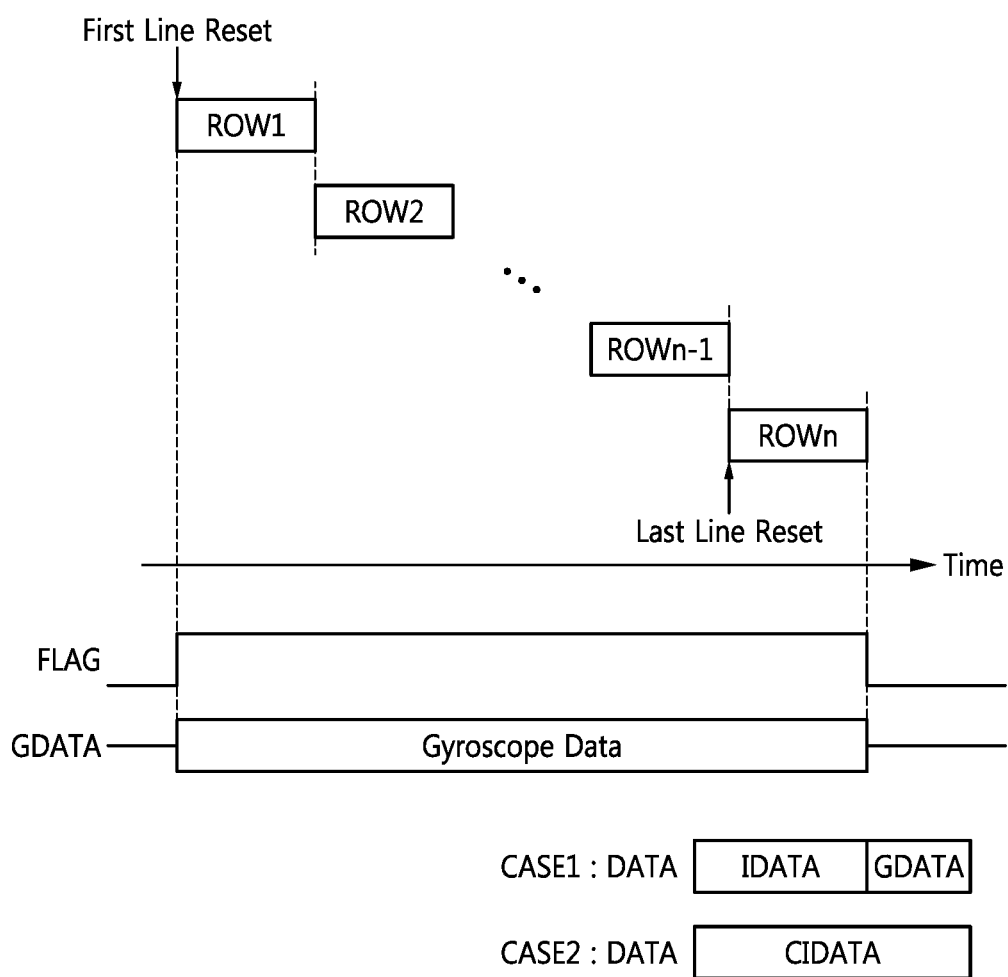 First Line Reset
ROW1
ROW2
ROWn-1
ROWn
Last Line Reset
Time
FLAG
GDATA Gyroscope Data
CASE1 : DATA IDATA GDATA
CASE2 : DATA CIDATA